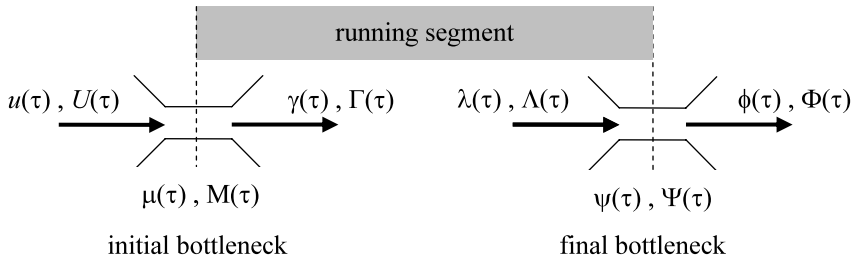 running segment
u(τ) , U(τ) γ(τ) , Γ(τ) λ(τ) , Λ(τ) ϕ(τ) , Φ(τ)
μ(τ) , Μ(τ) ψ(τ) , Ψ(τ)
initial bottleneck final bottleneck